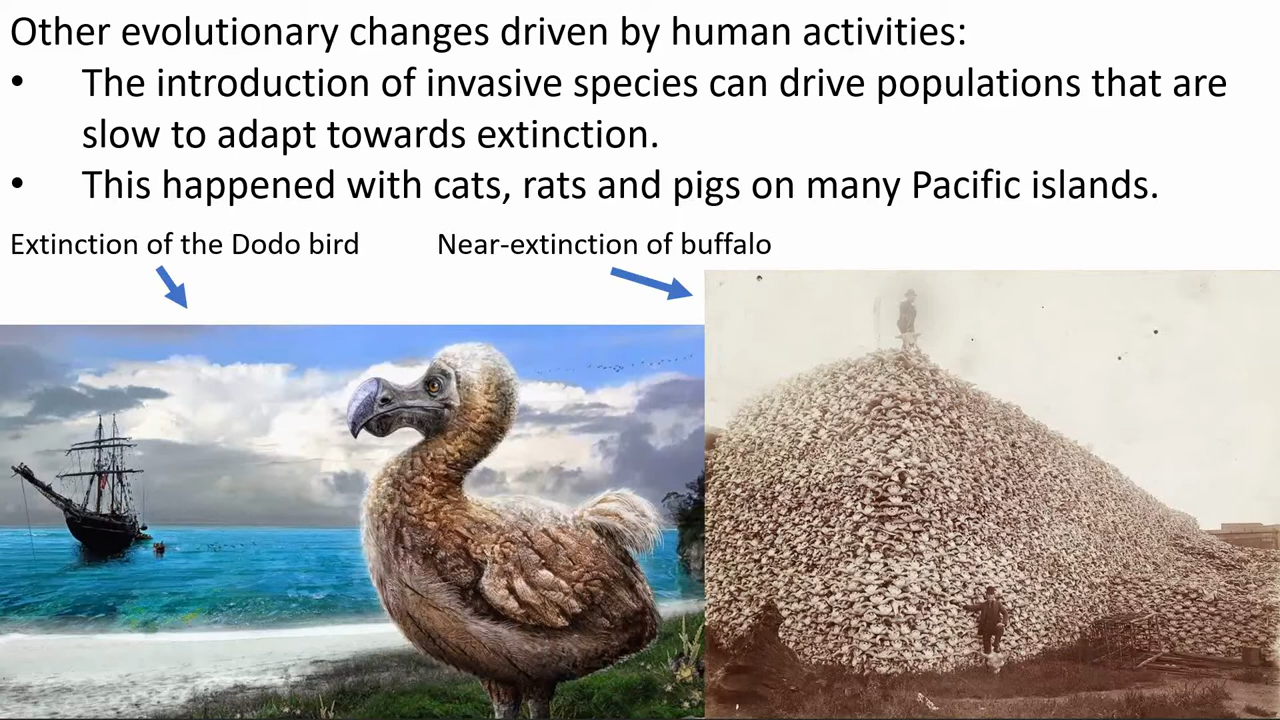 Other evolutionary changes driven by human activities:
• The introduction of invasive species can drive populations that are
slow to adapt towards extinction.
• This happened with cats, rats and pigs on many Pacific islands.
Extinction of the Dodo bird
Near-extinction of buffalo